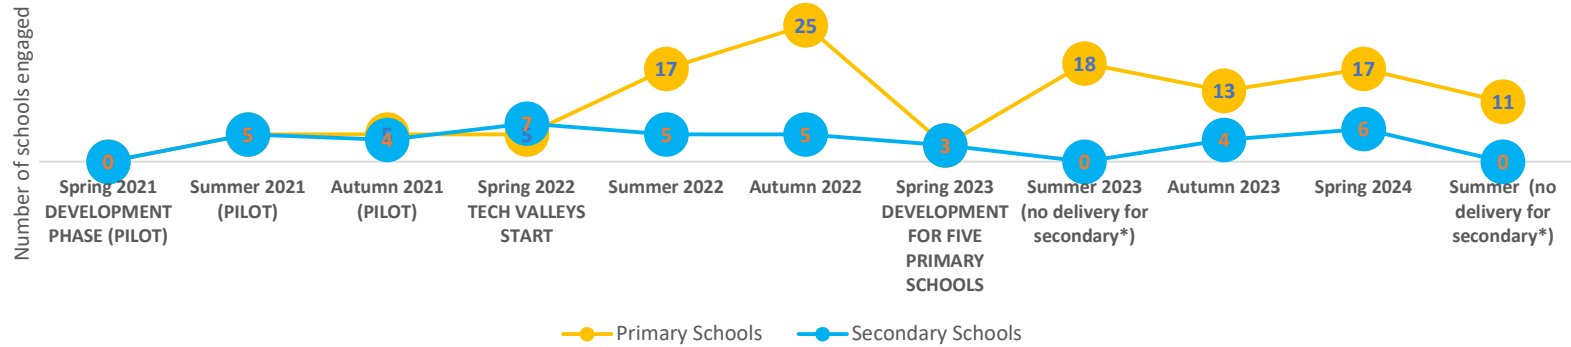 Number of schools engaged
25
17
18
13
17
11
0
5
5
4
7
5
5
5
3
0
4
6
0
Spring 2021
DEVELOPMENT
PHASE (PILOT)
Summer 2021
(PILOT)
Autumn 2021
(PILOT)
Spring 2022
TECH VALLEYS
START
Summer 2022
Autumn 2022
Spring 2023
DEVELOPMENT
FOR FIVE
PRIMARY
SCHOOLS
Summer 2023
(no delivery for
secondary*)
Autumn 2023
Spring 2024
Summer (no
delivery for
secondary*)
Primary Schools
Secondary Schools